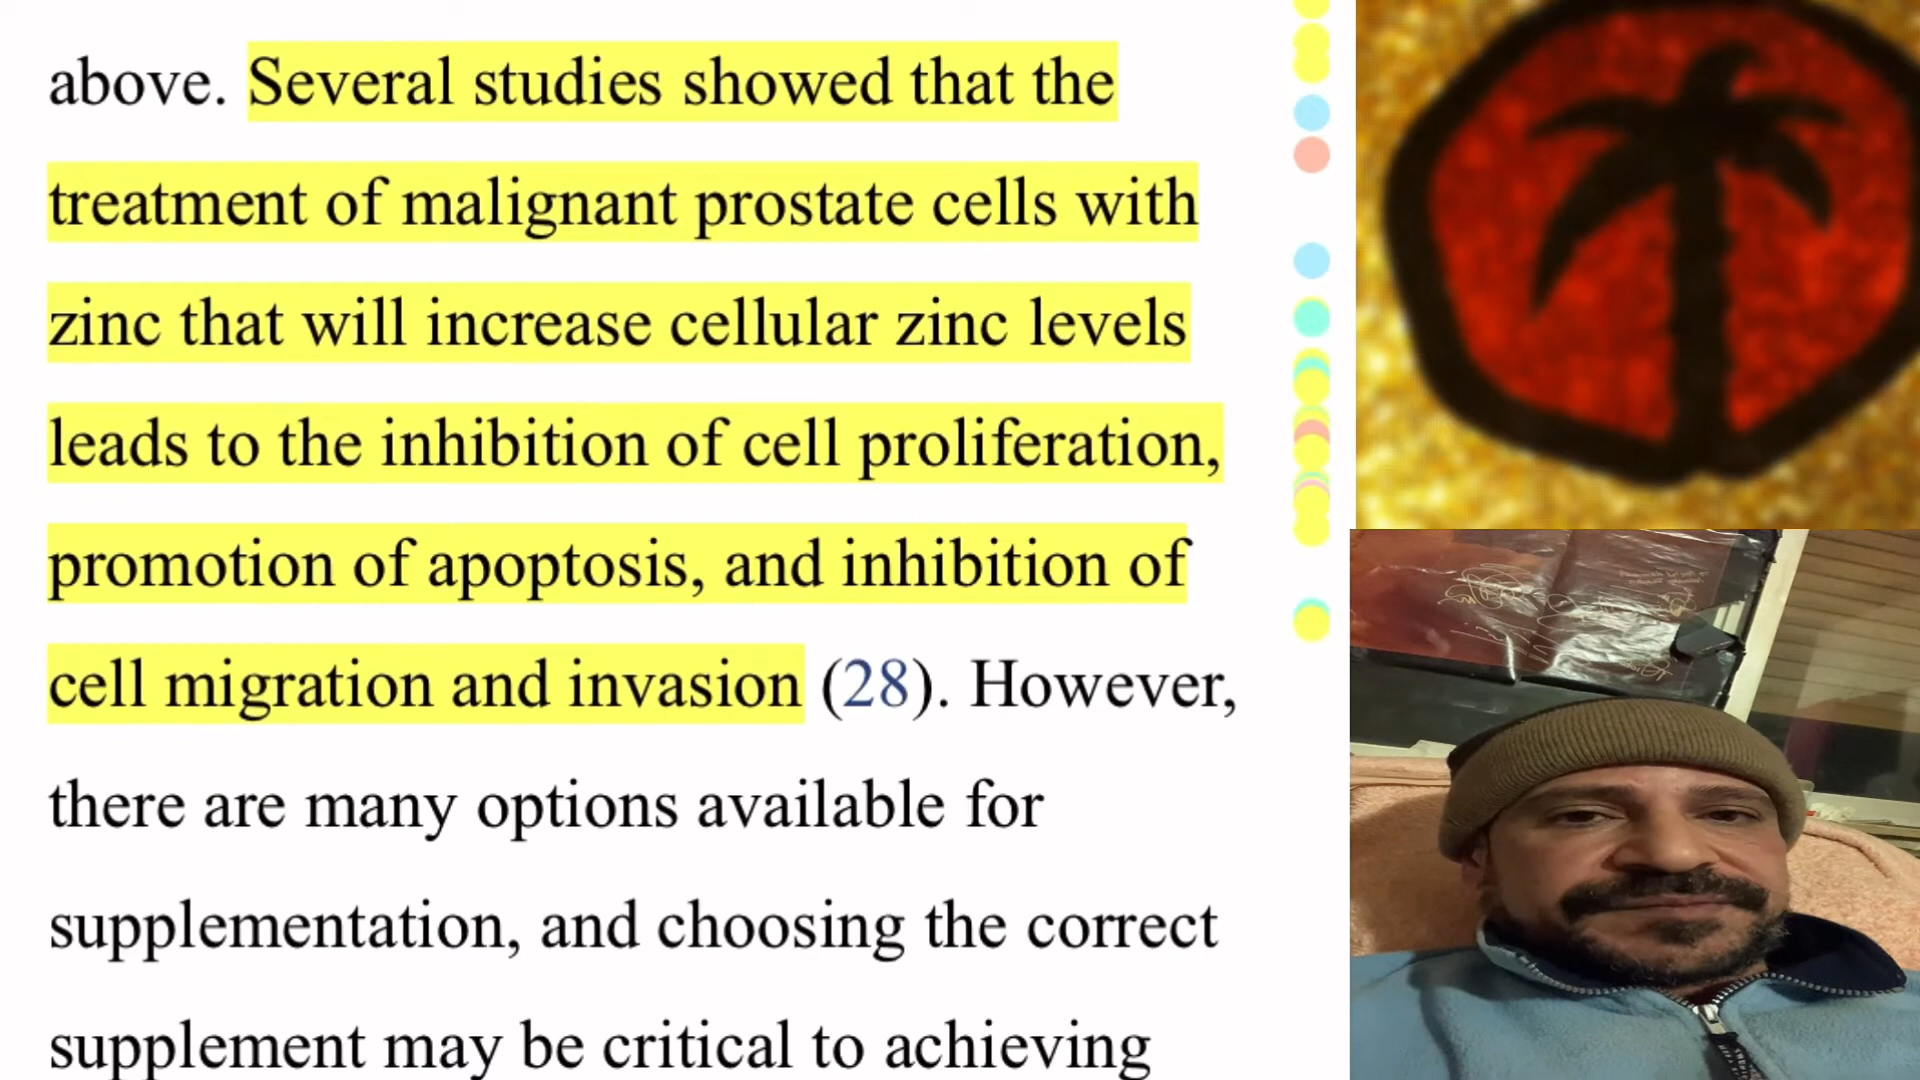 above. Several studies showed that the
treatment of malignant prostate cells with
zinc that will increase cellular zinc levels
leads to the inhibition of cell proliferation,
promotion of apoptosis, and inhibition of
cell migration and invasion (28). However,
there are many options available for
supplementation, and choosing the correct
supplement may be critical to achieving